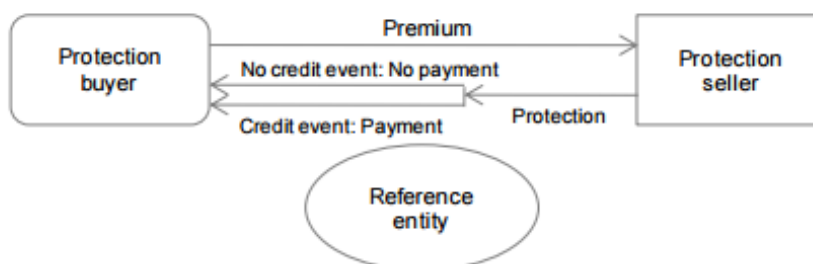 Premium
Protection
buyer
No credit event: No payment
Protection
seller
Protection
Credit event: Payment
Reference
entity